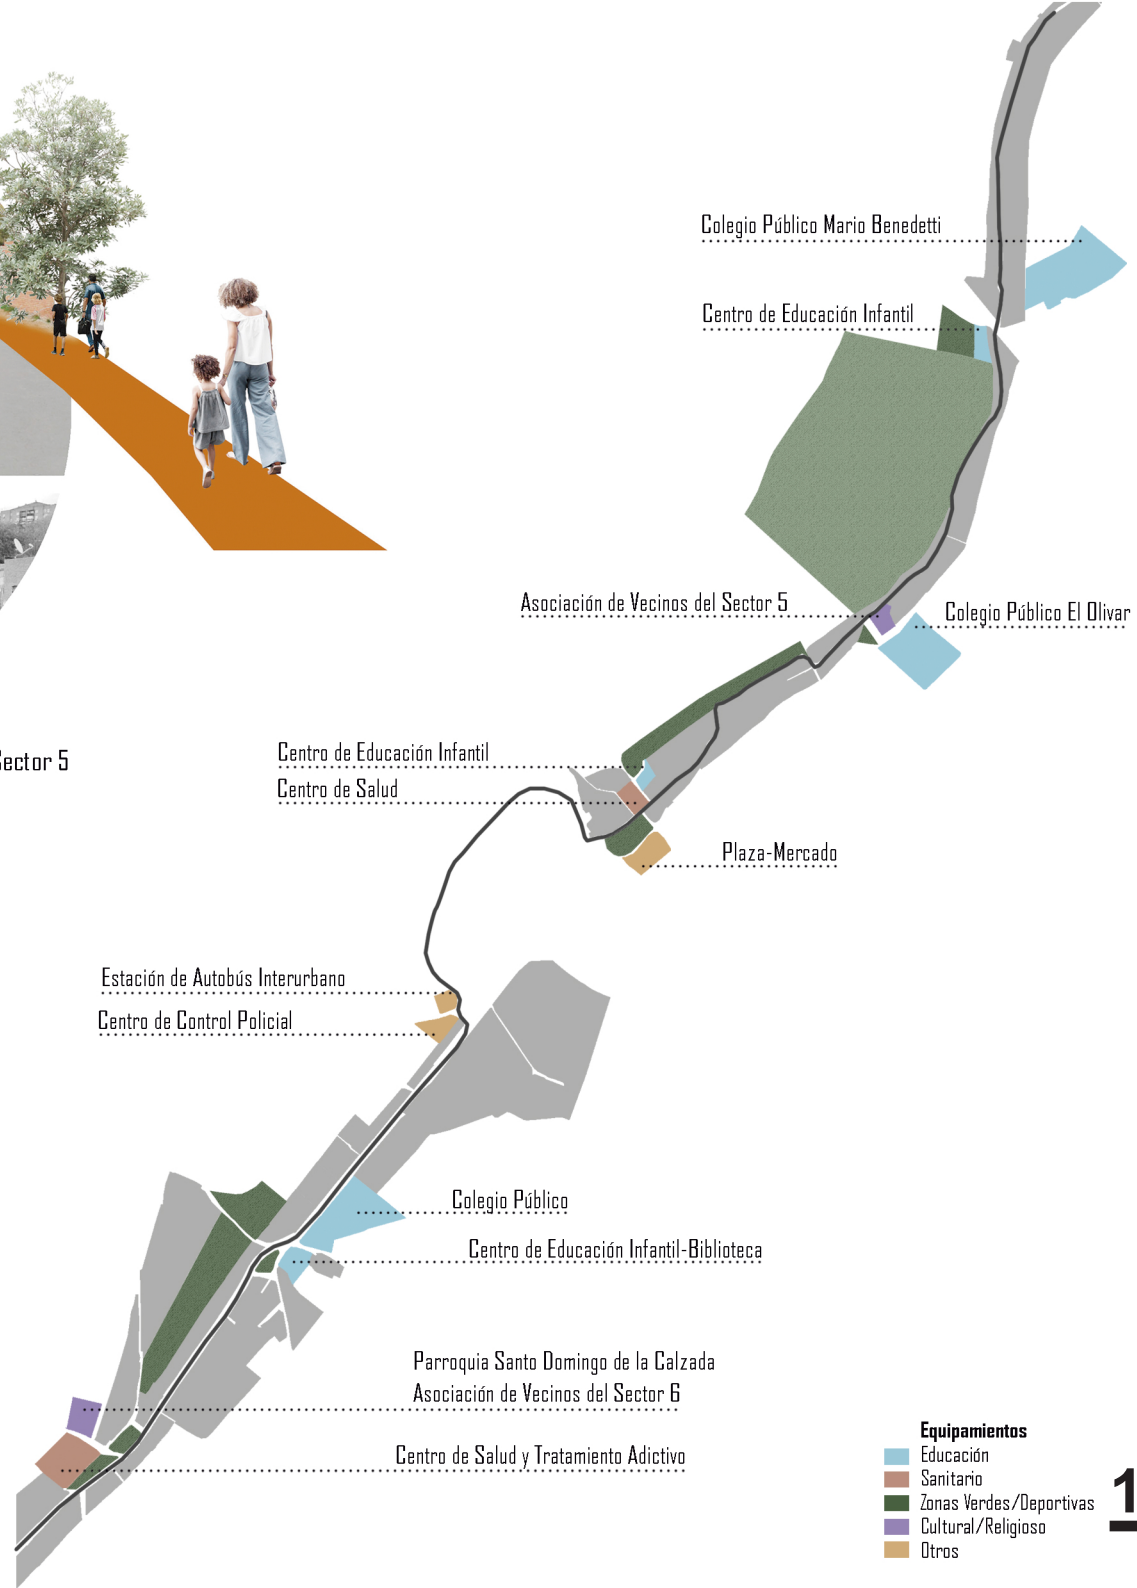 Colegio Público Mario Benedetti
Centro de Educación Infantil
Asociación de Vecinos del Sector 5
Colegio Público El Olivar
Sector 5
Centro de Educación Infantil
Centro de Salud
Plaza-Mercado
Estación de Autobús Interurbano
Centro de Control Policial
Colegio Público
Centro de Educación Infantil-Biblioteca
Parroquia Santo Domingo de la Calzada
Asociación de Vecinos del Sector 6
Centro de Salud y Tratamiento Adictivo
Equipamientos
Educación
Sanitario
Zonas Verdes/Deportivas
Cultural/Religioso
Otros
1